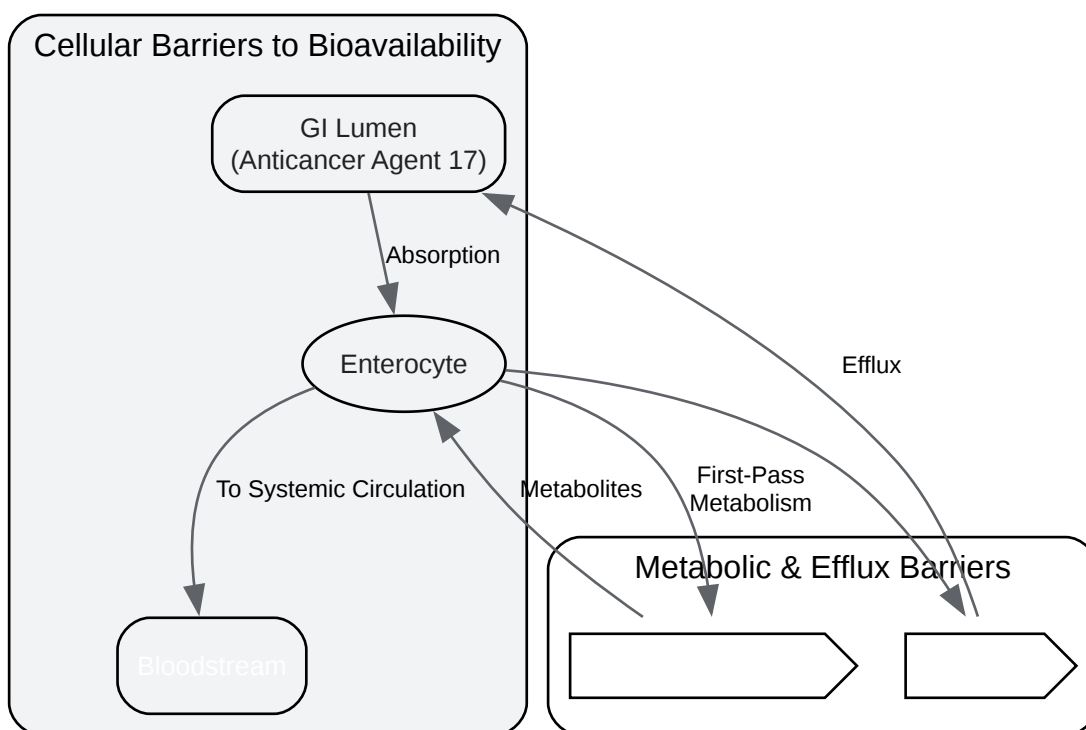 Cellular Barriers to Bioavailability
GI Lumen
(Anticancer Agent 17)
Absorption
Enterocyte
Efflux
To Systemic Circulation
Metabolites
First-Pass
Metabolism
Metabolic & Efflux Barriers
Bloodstream